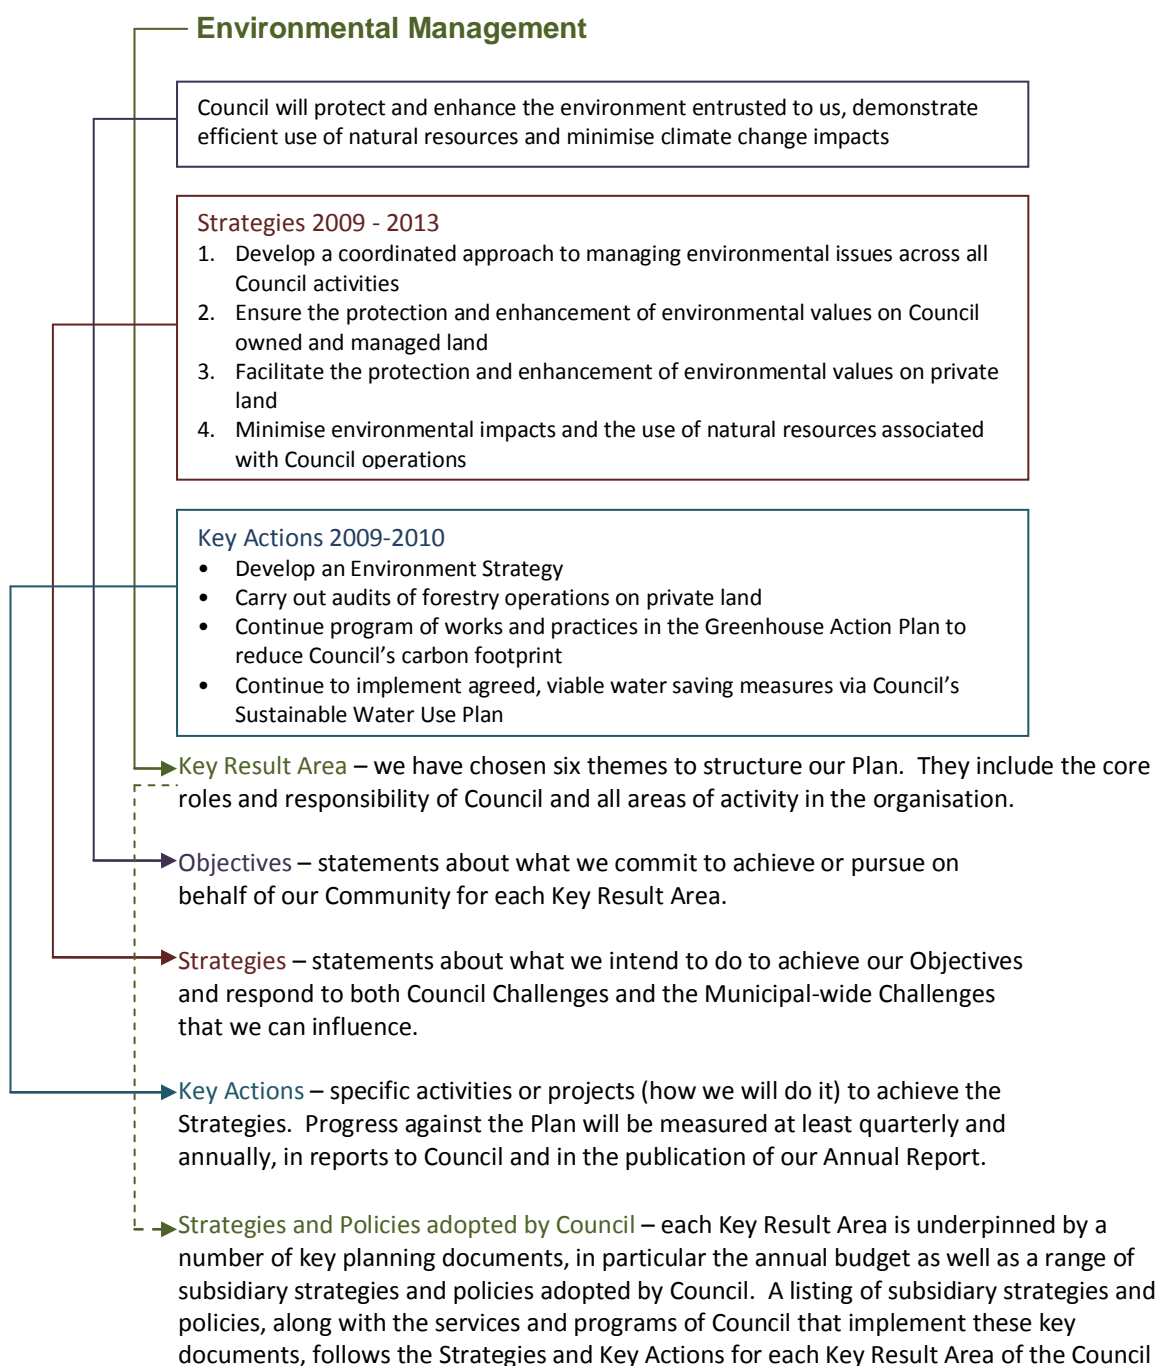 Environmental Management
Council will protect and enhance the environment entrusted to us, demonstrate
efficient use of natural resources and minimise climate change impacts
Strategies 2009 - 2013
1. Develop a coordinated approach to managing environmental issues across all
Council activities
2. Ensure the protection and enhancement of environmental values on Council
owned and managed land
3. Facilitate the protection and enhancement of environmental values on private
land
4. Minimise environmental impacts and the use of natural resources associated
with Council operations
Key Actions 2009-2010
• Develop an Environment Strategy
• Carry out audits of forestry operations on private land
• Continue program of works and practices in the Greenhouse Action Plan to
reduce Council’s carbon footprint
• Continue to implement agreed, viable water saving measures via Council’s
Sustainable Water Use Plan
Key Result Area – we have chosen six themes to structure our Plan. They include the core
roles and responsibility of Council and all areas of activity in the organisation.
Objectives – statements about what we commit to achieve or pursue on
behalf of our Community for each Key Result Area.
Strategies – statements about what we intend to do to achieve our Objectives
and respond to both Council Challenges and the Municipal-wide Challenges
that we can influence.
Key Actions – specific activities or projects (how we will do it) to achieve the
Strategies. Progress against the Plan will be measured at least quarterly and
annually, in reports to Council and in the publication of our Annual Report.
Strategies and Policies adopted by Council – each Key Result Area is underpinned by a
number of key planning documents, in particular the annual budget as well as a range of
subsidiary strategies and policies adopted by Council. A listing of subsidiary strategies and
policies, along with the services and programs of Council that implement these key
documents, follows the Strategies and Key Actions for each Key Result Area of the Council